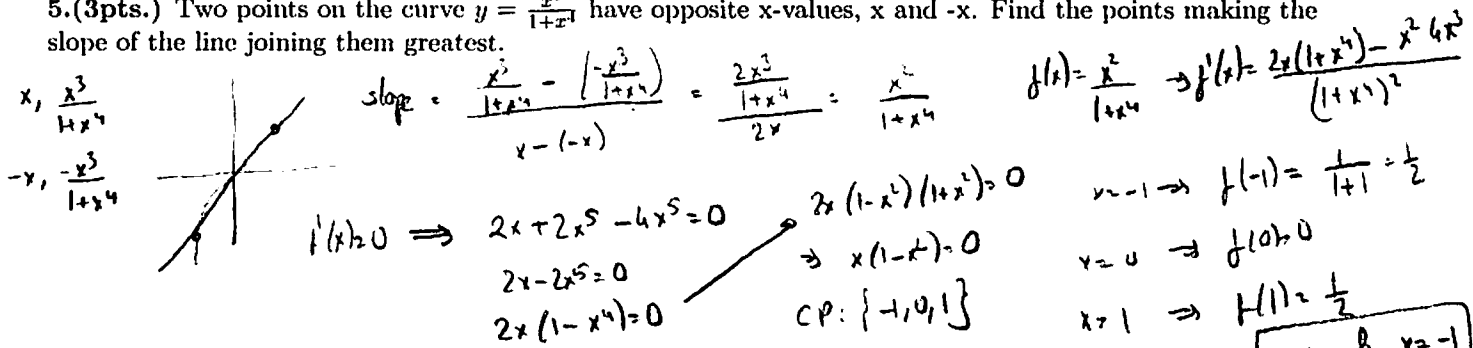 5.(3pts.) Two points on the curve y = x³/(1+x⁴) have opposite x-values, x and -x. Find the points making the
slope of the line joining them greatest.
x, x³/(1+x⁴)
-x, -x³/(1+x⁴)
slope = (x³/(1+x⁴) - (-x³/(1+x⁴)))/(x-(-x)) = (2x³/(1+x⁴))/(2x) = x²/(1+x⁴)
f(x)= x²/(1+x⁴) → f'(x)= (2x(1+x⁴) - x² 4x³)/(1+x⁴)²
f'(x)=0 ⇒ 2x+2x⁵-4x⁵=0
2x-2x⁵=0
2x(1-x⁴)=0
2x(1-x²)(1+x²)=0
⇒ x(1-x²)=0
CP: {-1,0,1}
x=-1 → f(-1)= 1/(1+1) = 1/2
x=0 → f(0)=0
x=1 → f(1)= 1/2
x=-1